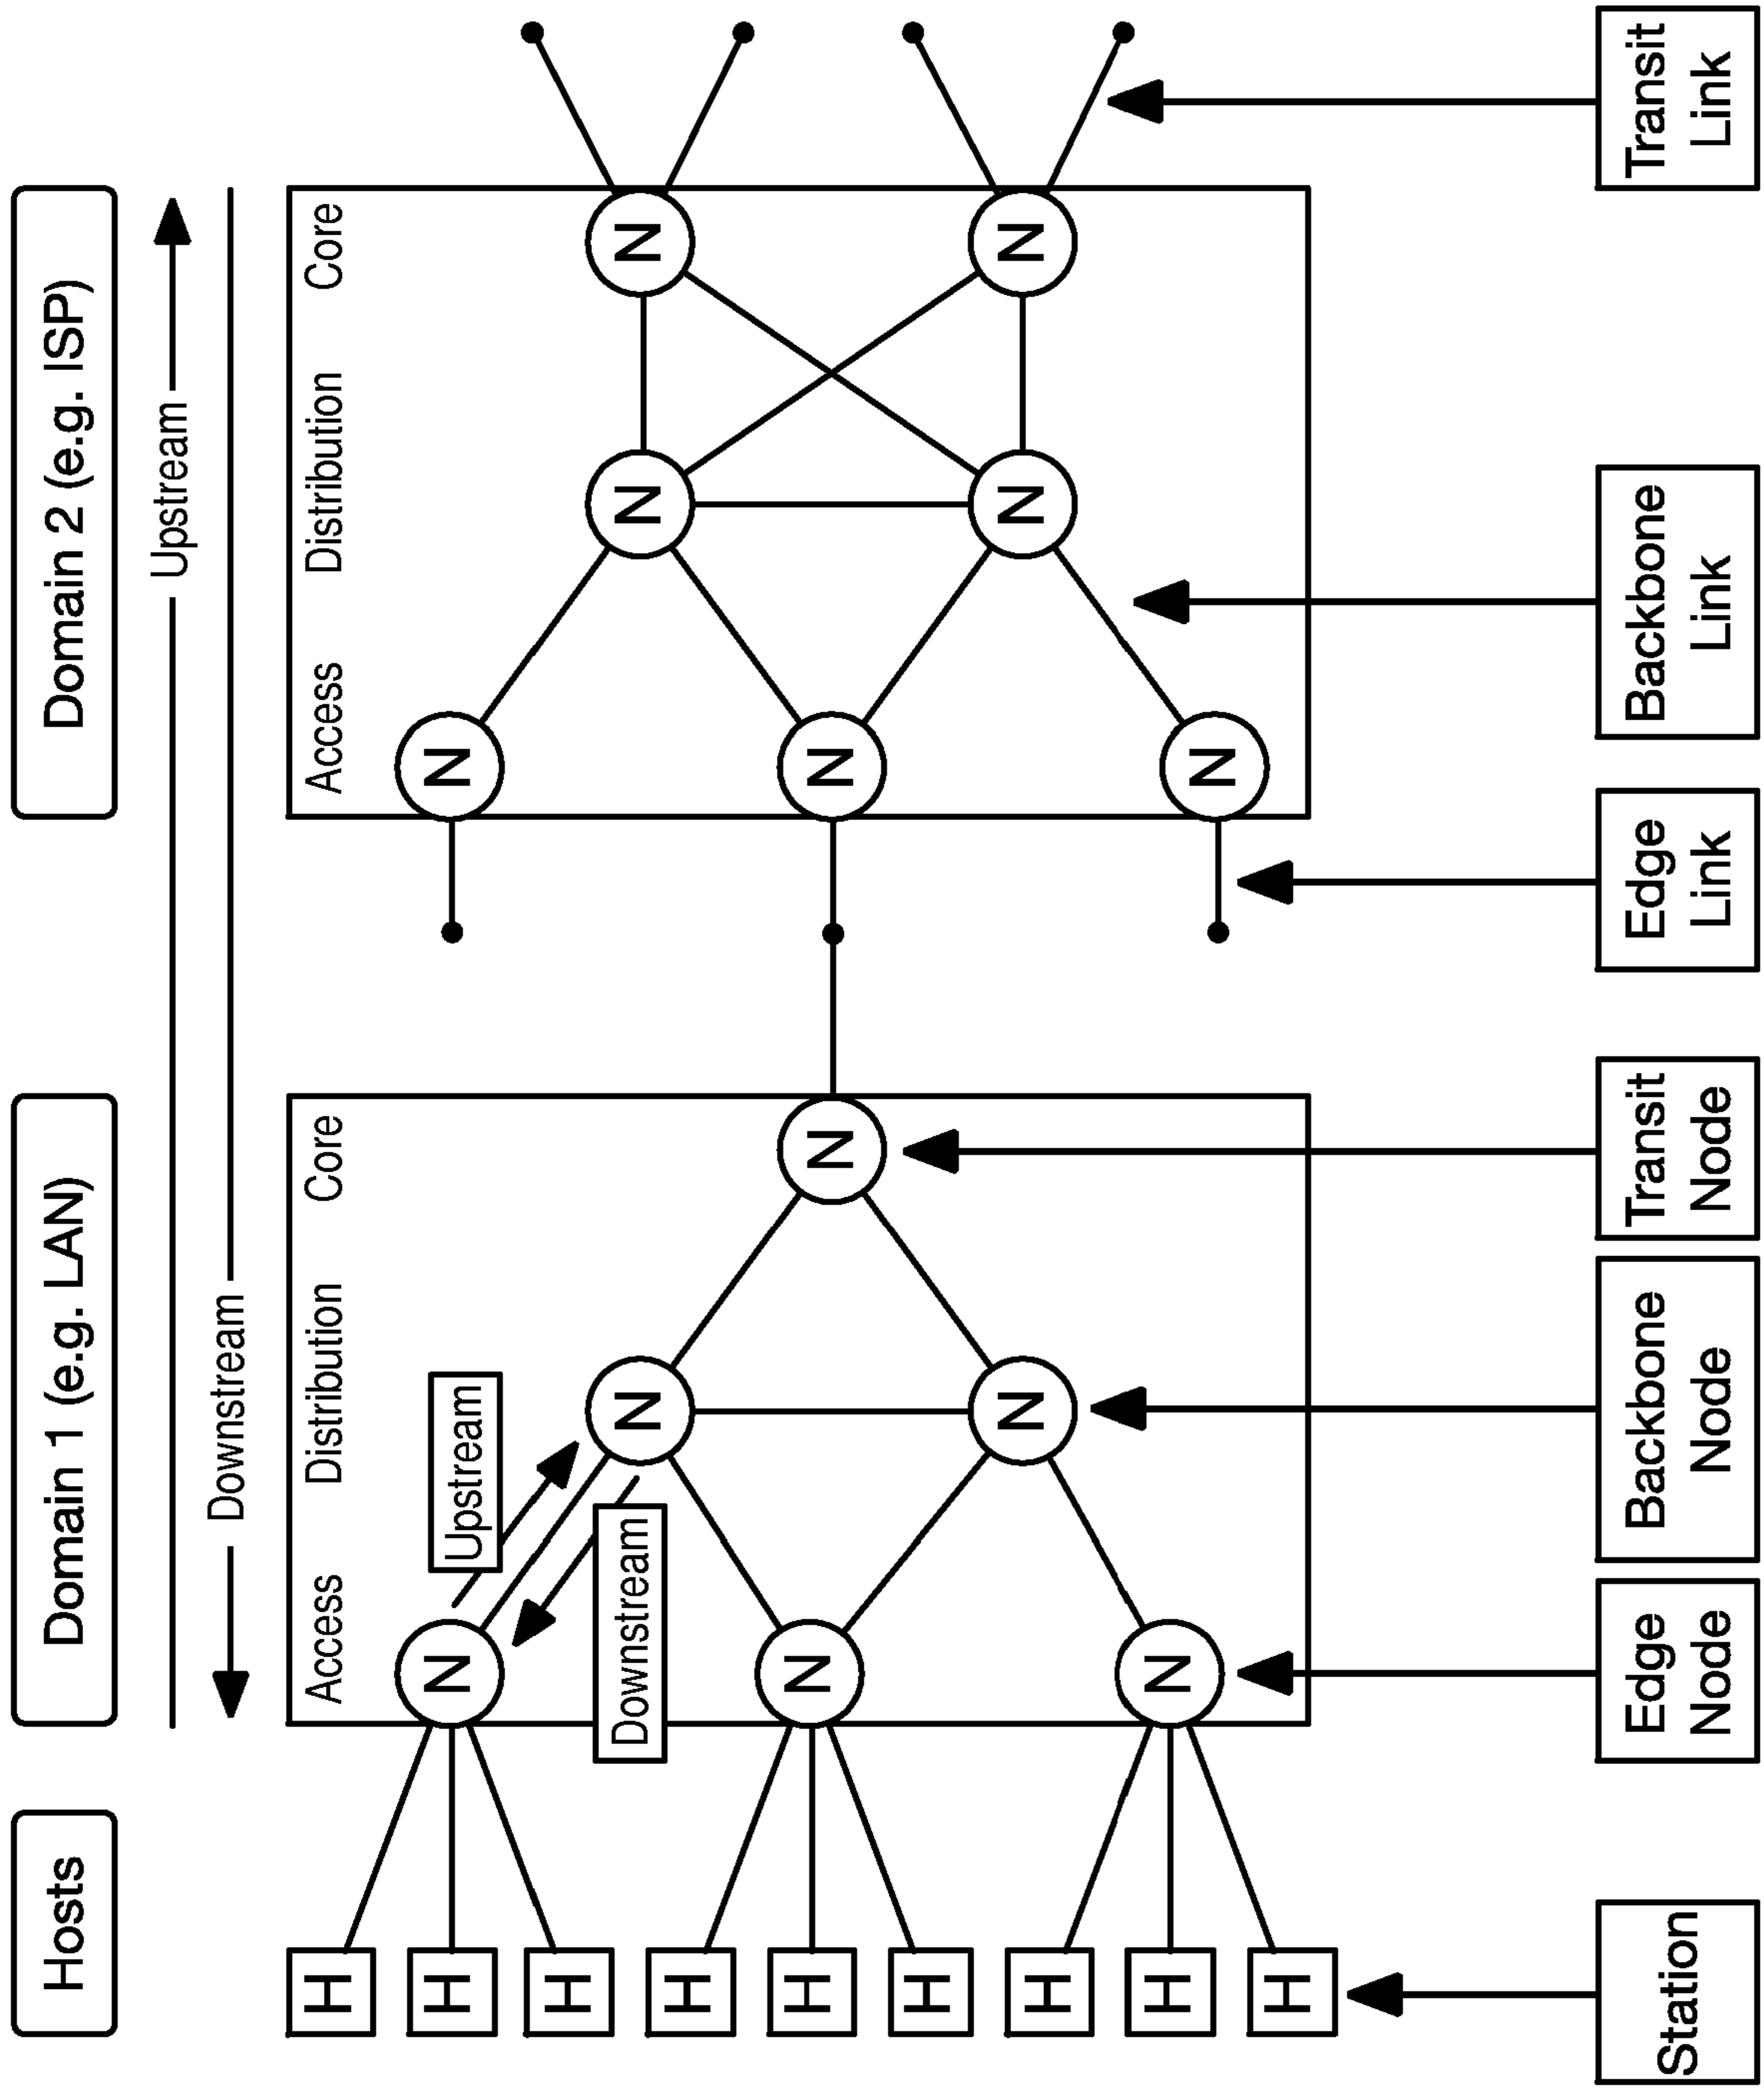 Hosts
Domain 1 (e.g. LAN)
Domain 2 (e.g. ISP)
Upstream
Downstream
Access
Distribution
Core
Access
Distribution
Core
H
N
Upstream
N
H
N
N
H
Downstream
N
H
H
N
N
N
H
H
N
N
N
N
H
H
N
Station
Edge
Node
Backbone
Node
Transit
Node
Edge
Link
Backbone
Link
Transit
Link